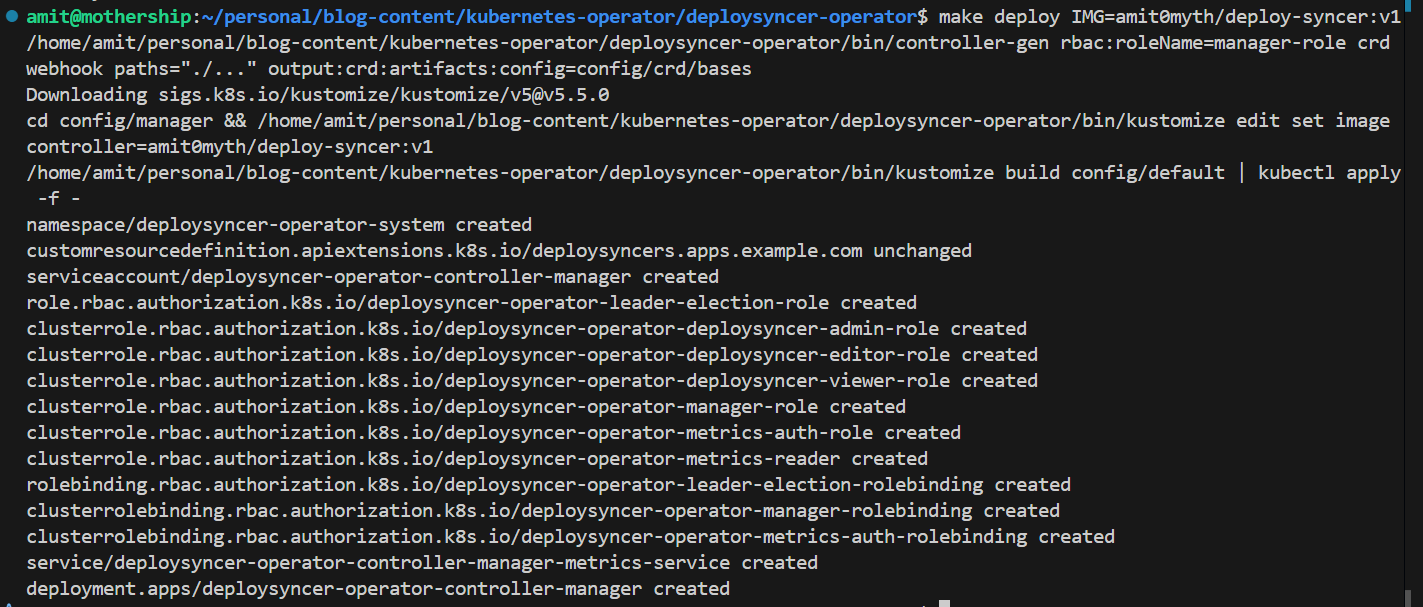 amit@mothership:~/personal/blog-content/kubernetes-operator/deploysyncer-operator$ make deploy IMG=amit0myth/deploy-syncer:v1
/home/amit/personal/blog-content/kubernetes-operator/deploysyncer-operator/bin/controller-gen rbac:roleName=manager-role crd
webhook paths="./..." output:crd:artifacts:config=config/crd/bases
Downloading sigs.k8s.io/kustomize/kustomize/v5@v5.5.0
cd config/manager && /home/amit/personal/blog-content/kubernetes-operator/deploysyncer-operator/bin/kustomize edit set image
controller=amit0myth/deploy-syncer:v1
/home/amit/personal/blog-content/kubernetes-operator/deploysyncer-operator/bin/kustomize build config/default | kubectl apply
 -f -
namespace/deploysyncer-operator-system created
customresourcedefinition.apiextensions.k8s.io/deploysyncers.apps.example.com unchanged
serviceaccount/deploysyncer-operator-controller-manager created
role.rbac.authorization.k8s.io/deploysyncer-operator-leader-election-role created
clusterrole.rbac.authorization.k8s.io/deploysyncer-operator-deploysyncer-admin-role created
clusterrole.rbac.authorization.k8s.io/deploysyncer-operator-deploysyncer-editor-role created
clusterrole.rbac.authorization.k8s.io/deploysyncer-operator-deploysyncer-viewer-role created
clusterrole.rbac.authorization.k8s.io/deploysyncer-operator-manager-role created
clusterrole.rbac.authorization.k8s.io/deploysyncer-operator-metrics-auth-role created
clusterrole.rbac.authorization.k8s.io/deploysyncer-operator-metrics-reader created
rolebinding.rbac.authorization.k8s.io/deploysyncer-operator-leader-election-rolebinding created
clusterrolebinding.rbac.authorization.k8s.io/deploysyncer-operator-manager-rolebinding created
clusterrolebinding.rbac.authorization.k8s.io/deploysyncer-operator-metrics-auth-rolebinding created
service/deploysyncer-operator-controller-manager-metrics-service created
deployment.apps/deploysyncer-operator-controller-manager created